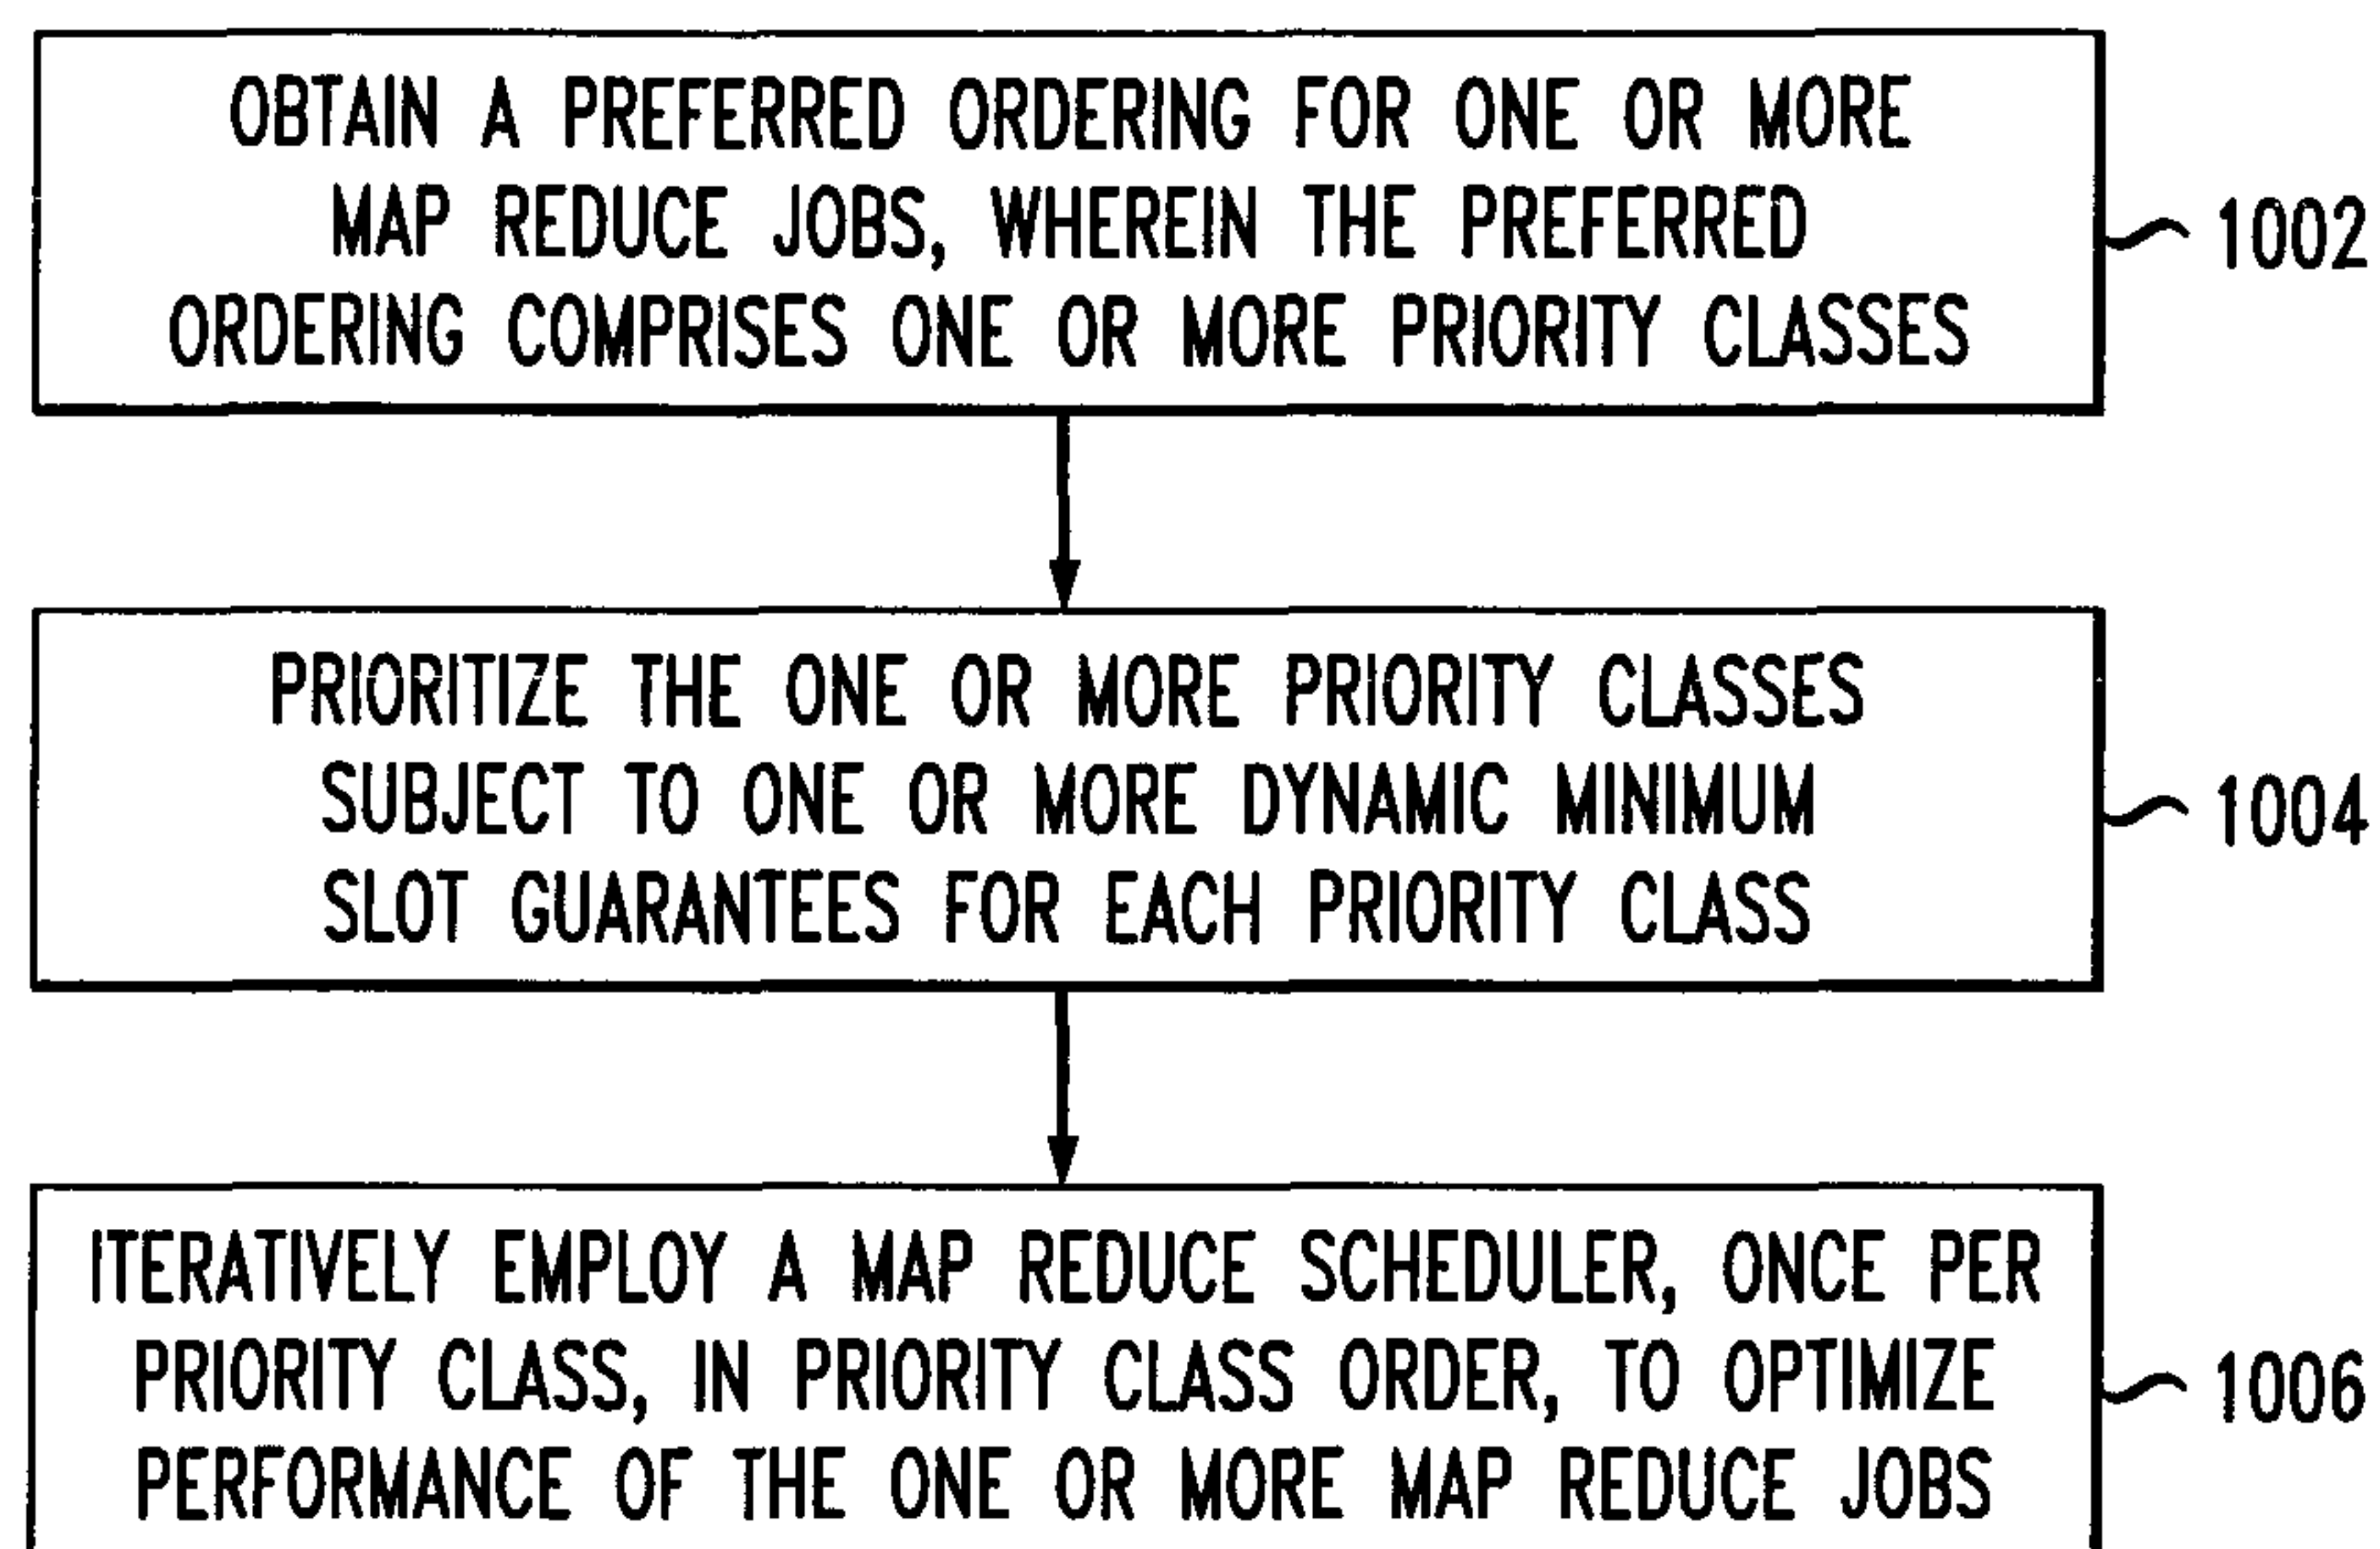 OBTAIN A PREFERRED ORDERING FOR ONE OR MORE
MAP REDUCE JOBS, WHEREIN THE PREFERRED
ORDERING COMPRISES ONE OR MORE PRIORITY CLASSES
1002
PRIORITIZE THE ONE OR MORE PRIORITY CLASSES
SUBJECT TO ONE OR MORE DYNAMIC MINIMUM
SLOT GUARANTEES FOR EACH PRIORITY CLASS
1004
ITERATIVELY EMPLOY A MAP REDUCE SCHEDULER, ONCE PER
PRIORITY CLASS, IN PRIORITY CLASS ORDER, TO OPTIMIZE
PERFORMANCE OF THE ONE OR MORE MAP REDUCE JOBS
1006